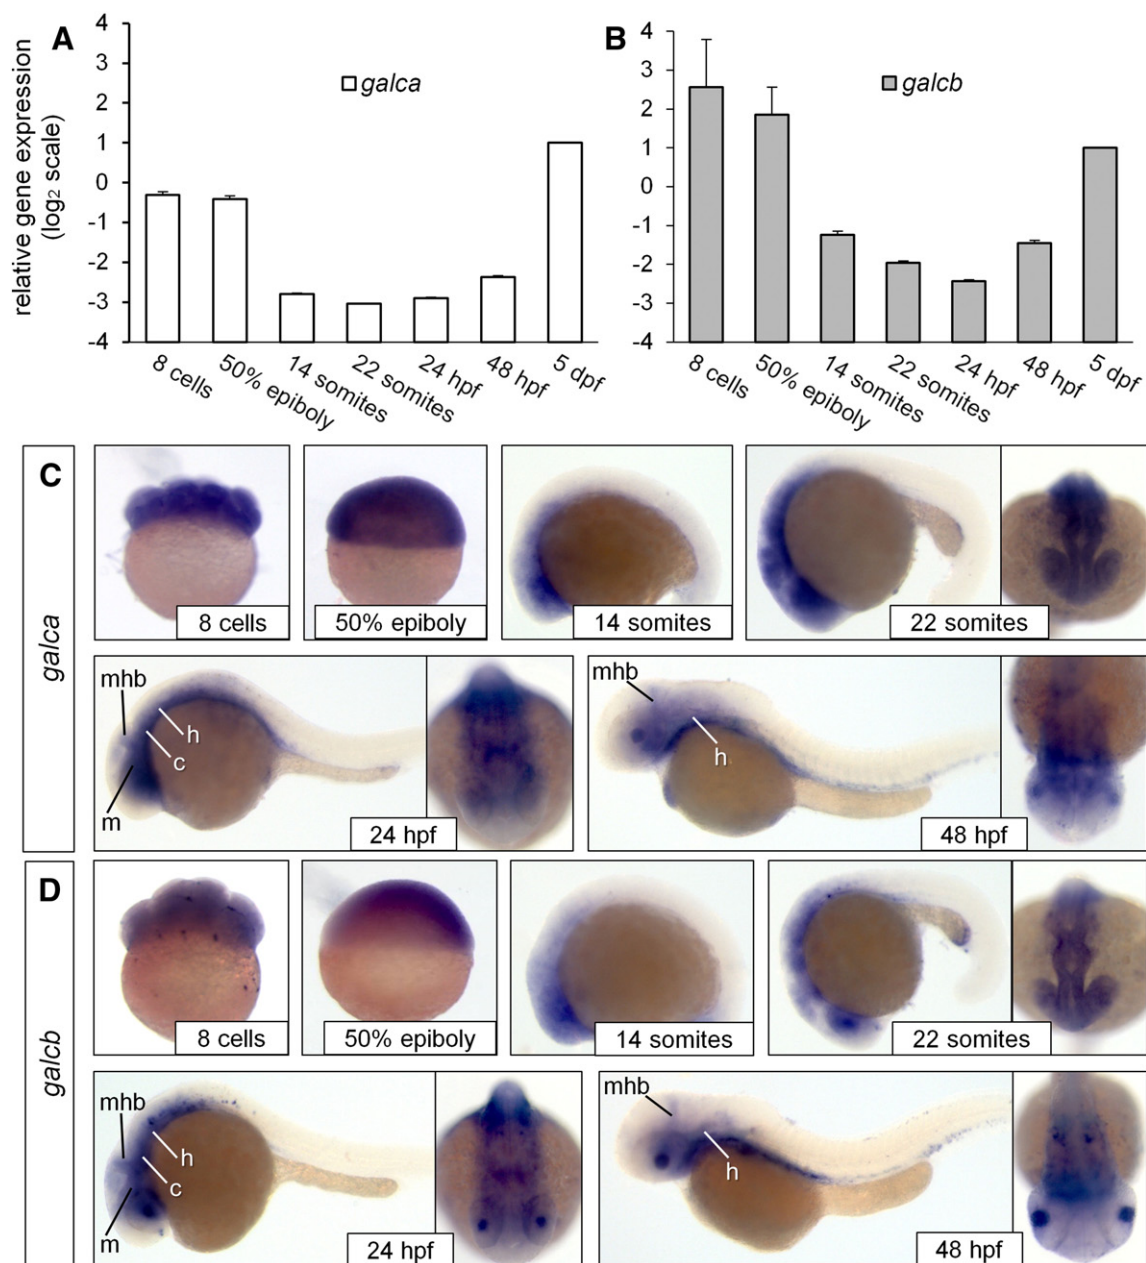 A
4
3
2
1
0
-1
-2
-3
-4
relative gene expression
(log2 scale)
galca
8 cells
50% epiboly
14 somites
22 somites
24 hpf
48 hpf
5 dpf
B
4
3
2
1
0
-1
-2
-3
-4
galcb
8 cells
50% epiboly
14 somites
22 somites
24 hpf
48 hpf
5 dpf
C
galca
8 cells
50% epiboly
14 somites
22 somites
mhb
h
c
m
24 hpf
mhb
h
48 hpf
D
galcb
8 cells
50% epiboly
14 somites
22 somites
mhb
h
c
m
24 hpf
mhb
h
48 hpf